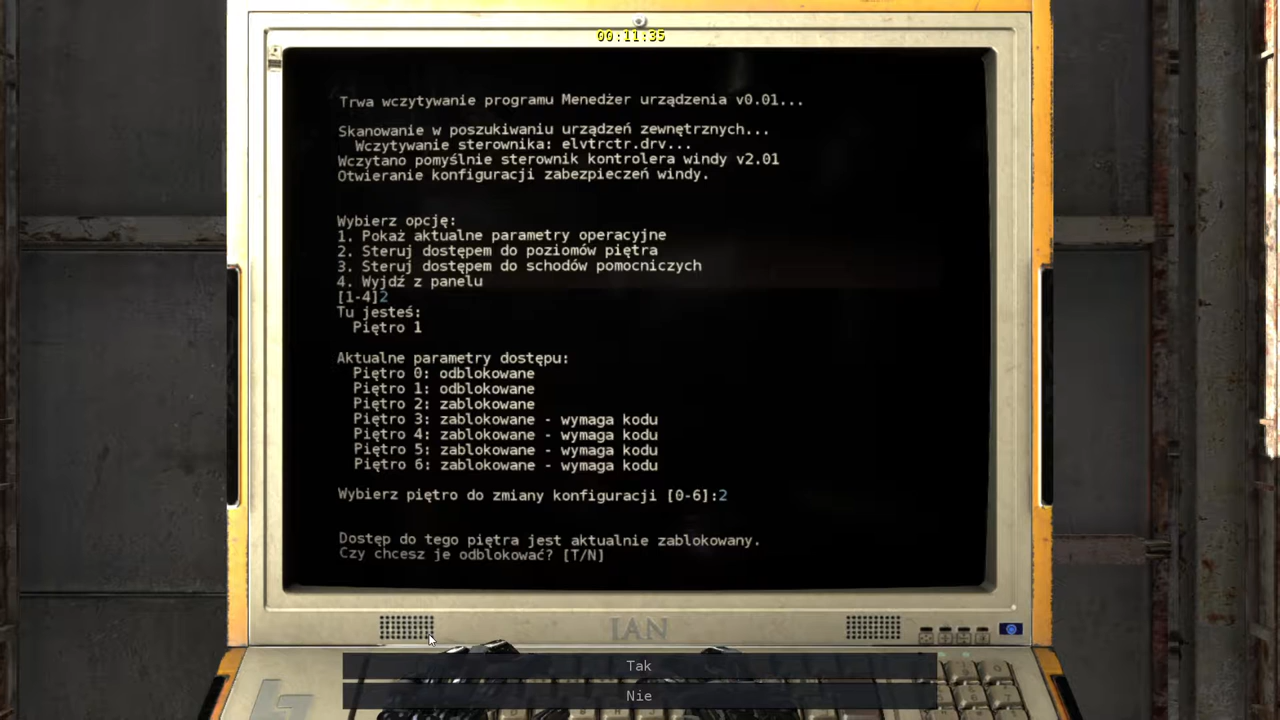 00:11:35
Trwa wczytywanie programu Menedżer urządzenia v0.01...
Skanowanie w poszukiwaniu urządzeń zewnętrznych...
Wczytywanie sterownika: elvtrctr.drv...
Wczytano pomyślnie sterownik kontrolera windy v2.01
Otwieranie konfiguracji zabezpieczeń windy.
Wybierz opcję:
1. Pokaż aktualne parametry operacyjne
2. Steruj dostępem do poziomów piętra
3. Steruj dostępem do schodów pomocniczych
4. Wyjdź z panelu
[1-4]2
Tu jesteś:
Piętro 1
Aktualne parametry dostępu:
Piętro 0: odblokowane
Piętro 1: odblokowane
Piętro 2: zablokowane
Piętro 3: zablokowane - wymaga kodu
Piętro 4: zablokowane - wymaga kodu
Piętro 5: zablokowane - wymaga kodu
Piętro 6: zablokowane - wymaga kodu
Wybierz piętro do zmiany konfiguracji [0-6]:2
Dostęp do tego piętra jest aktualnie zablokowany.
Czy chcesz je odblokować? [T/N]
IAN
Tak
Nie